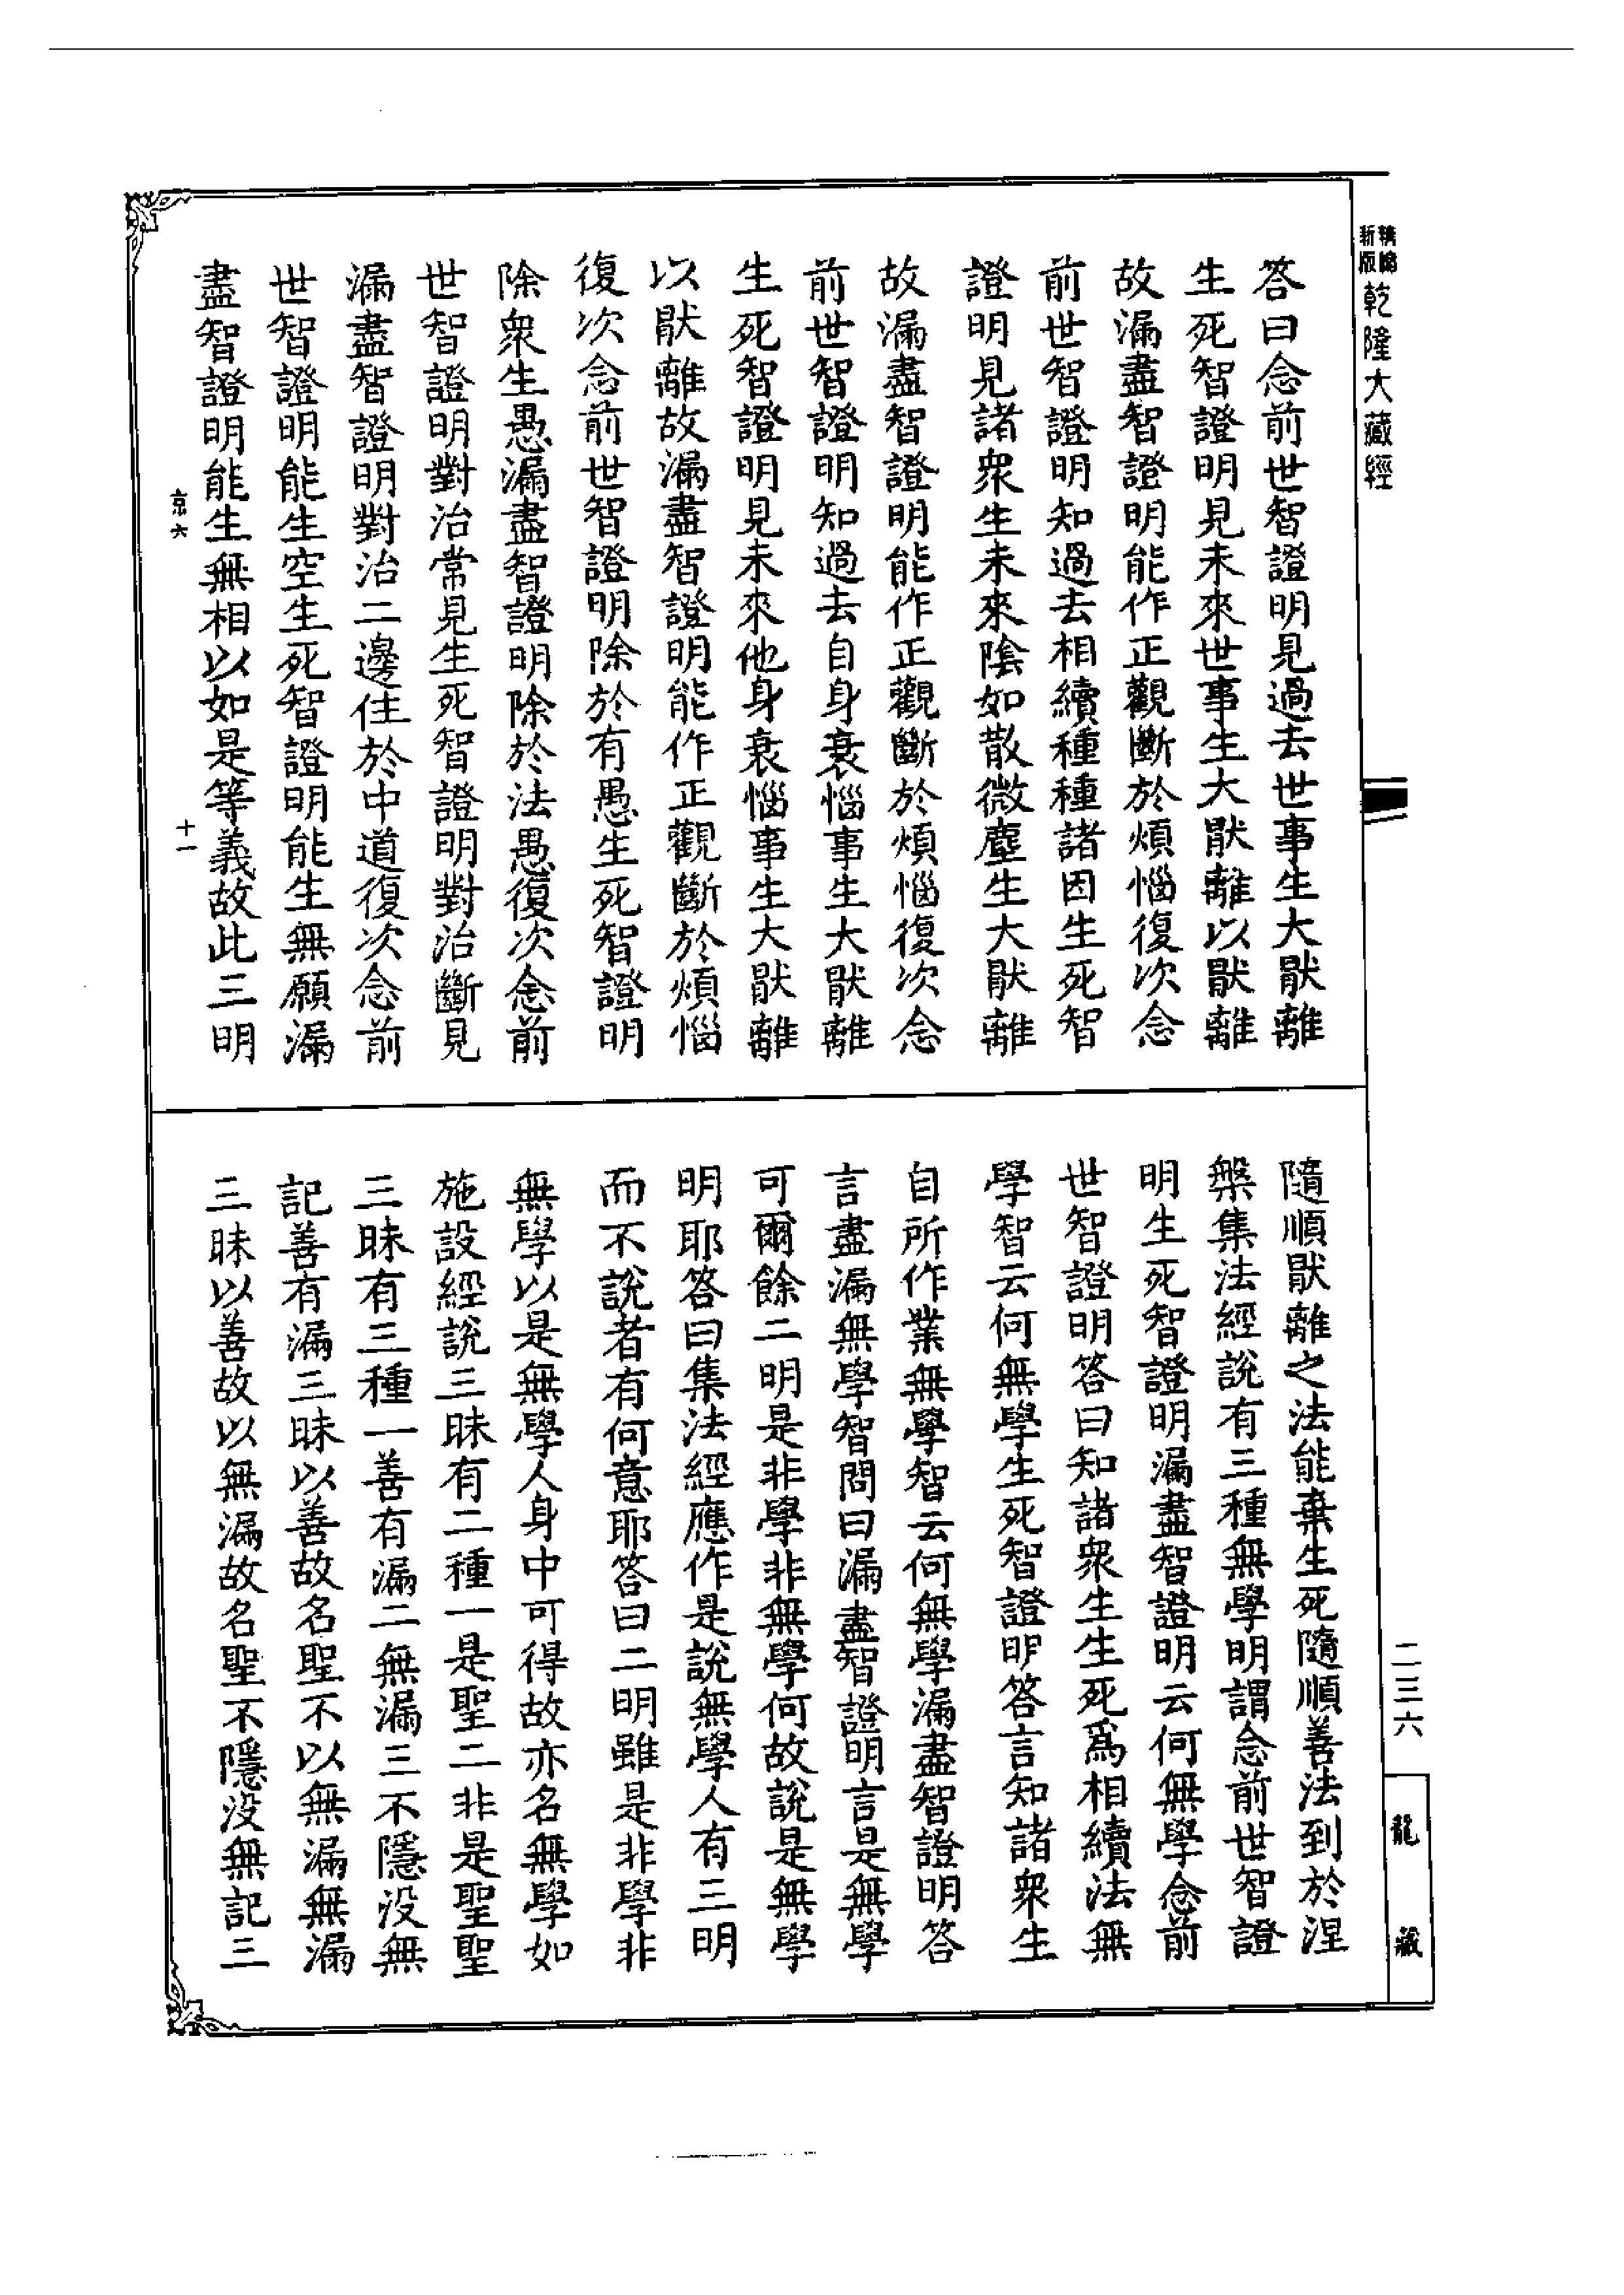 新版精縮乾隆大藏經
答曰念前世智證明見過去世事生大猒離
生死智證明見未來世事生大猒離以猒離
故漏盡智證明能作正觀斷於煩惱復次念
前世智證明知過去相續種種諸因生死智
證明見諸衆生未來陰如散微塵生大猒離
故漏盡智證明能作正觀斷於煩惱復次念
前世智證明知過去自身衰惱事生大猒離
生死智證明見未來他身衰惱事生大猒離
以猒離故漏盡智證明能作正觀斷於煩惱
復次念前世智證明除於有愚生死智證明
除衆生愚漏盡智證明除於法愚復次念前
世智證明對治常見生死智證明對治斷見
漏盡智證明對治二邊住於中道復次念前
世智證明能生空生死智證明能生無願漏
盡智證明能生無相以如是等義故此三明
京六 十一
隨順猒離之法能棄生死隨順善法到於涅
槃集法經說有三種無學明謂念前世智證
明生死智證明漏盡智證明云何無學念前
世智證明答曰知諸衆生生死爲相續法無
學智云何無學生死智證明答言知諸衆生
自所作業無學智云何無學漏盡智證明答
言盡漏無學智問曰漏盡智證明言是無學
可爾餘二明是非學非無學何故說是無學
明耶答曰集法經應作是說無學人有三明
而不說者有何意耶答曰二明雖是非學非
無學以是無學人身中可得故亦名無學如
施設經說三昧有二種一是聖二非是聖聖
三昧有三種一善有漏二無漏三不隱没無
記善有漏三昧以善故名聖不以無漏無漏
三昧以善故以無漏故名聖不隱没無記三
二三六
龍藏